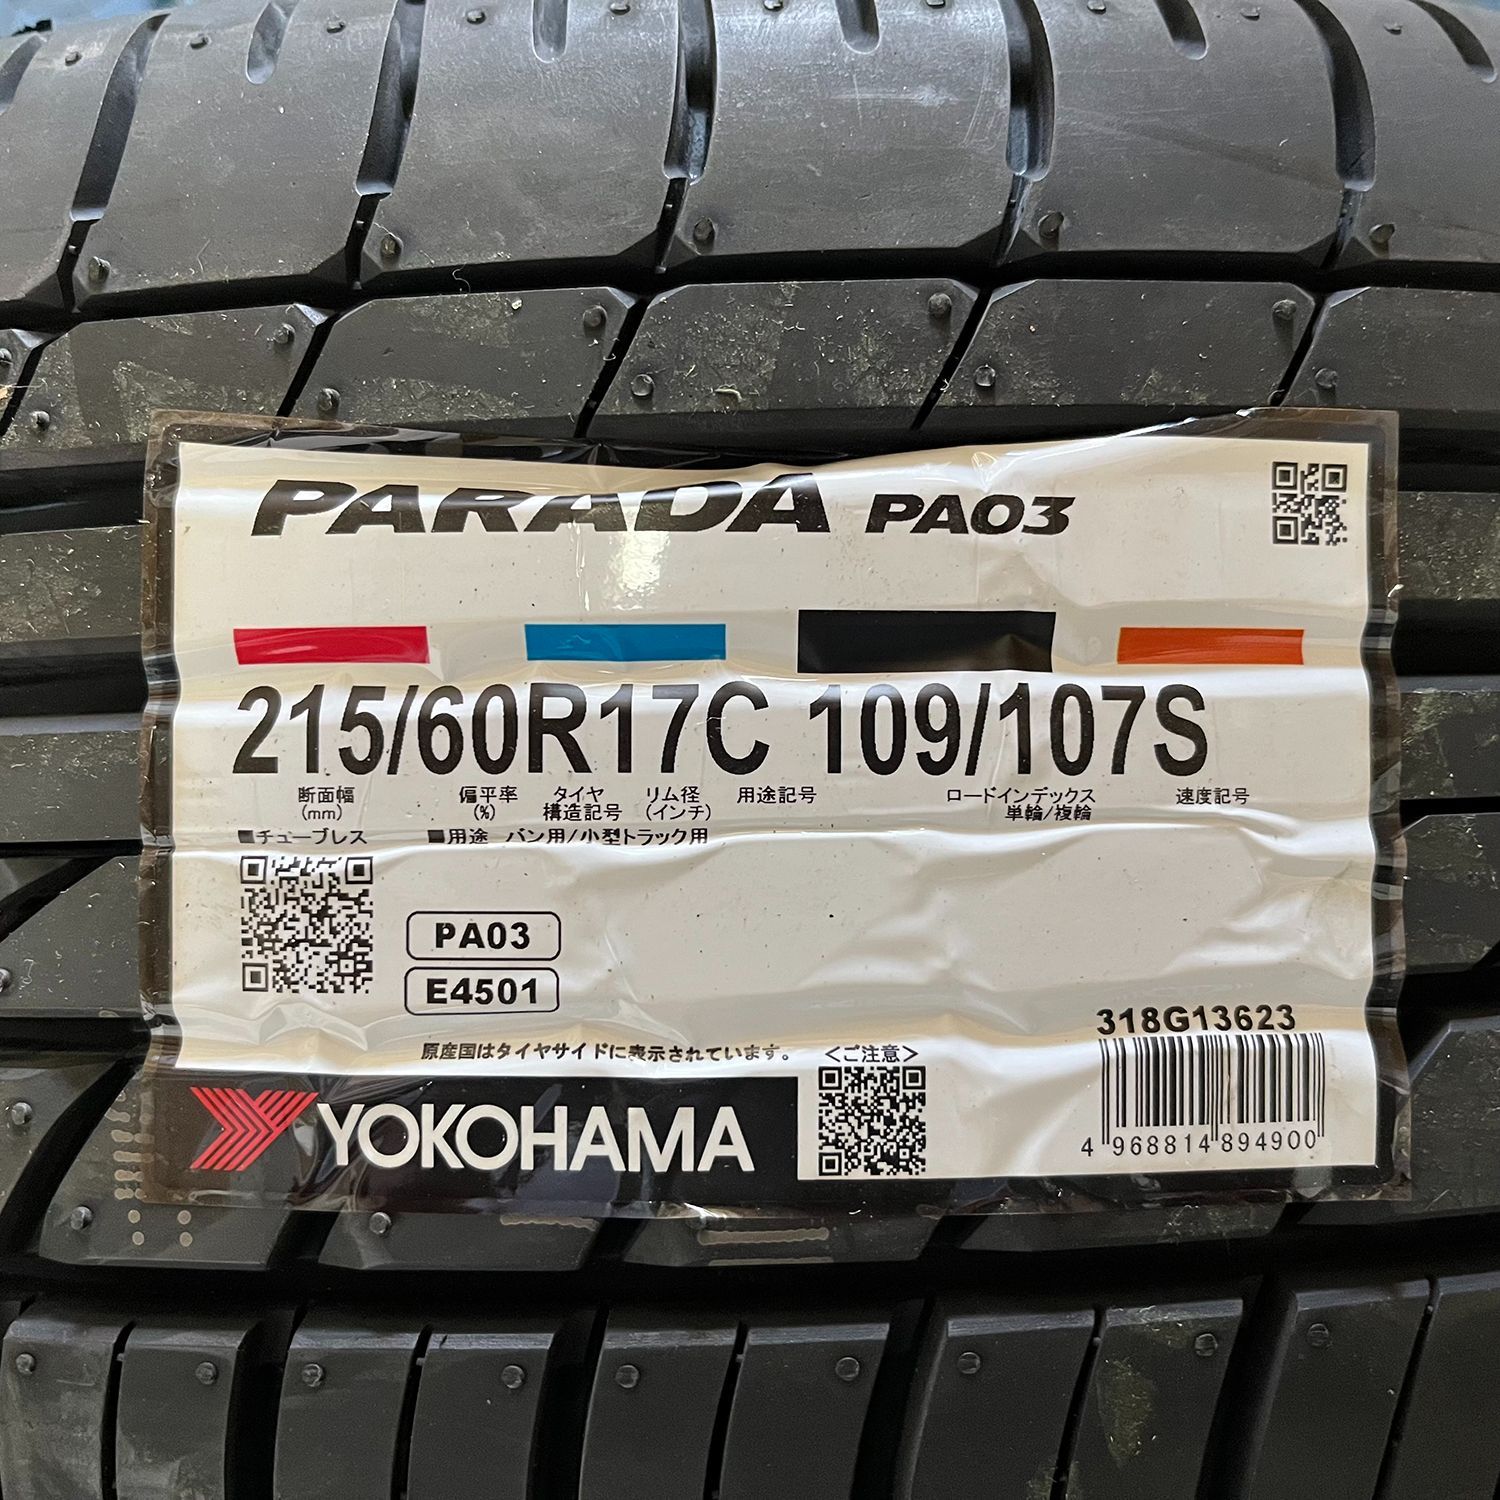 PARADA PA03
215/60R17C 109/107S
断面幅 偏平率 タイヤ リム径 用途記号 ロードインデックス 速度記号
(mm) (%) 構造記号 (インチ) 単輪/複輪
■チューブレス ■用途 バン用/小型トラック用
PA03
E4501
318G13623
原産国はタイヤサイドに表示されています。 <ご注意>
YOKOHAMA
4 968814 894900